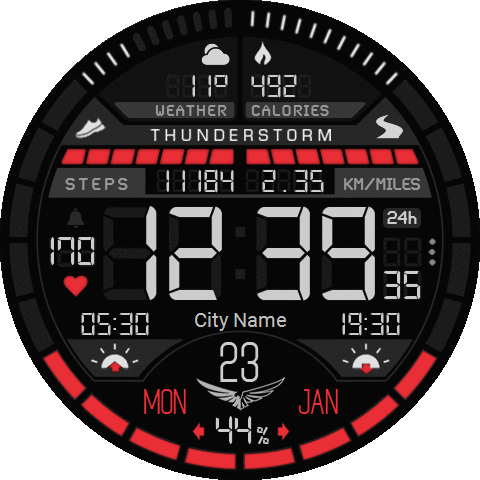 11° 492
WEATHER CALORIES
THUNDERSTORM
STEPS 11184 2.35 KM/MILES
12:39 24h
100
35
05:30 City Name 19:30
23
MON JAN
44%